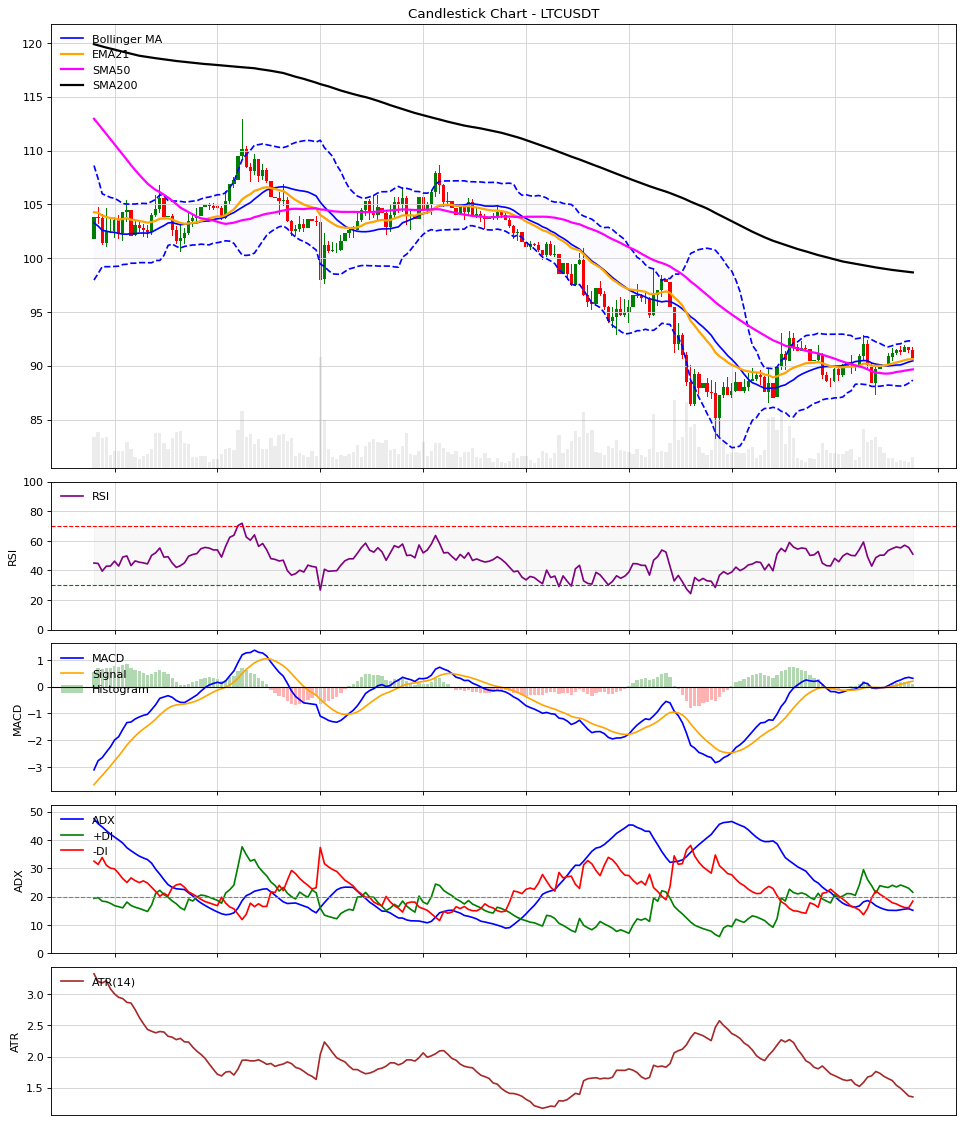 Candlestick Chart - LTCUSDT
Bollinger MA
EMA21
SMA50
SMA200
120
115
110
105
100
95
90
85
RSI
RSI
100
80
60
40
20
0
MACD
Signal
Histogram
MACD
1
0
−1
−2
−3
ADX
+DI
-DI
ADX
50
40
30
20
10
0
ATR(14)
ATR
3.0
2.5
2.0
1.5